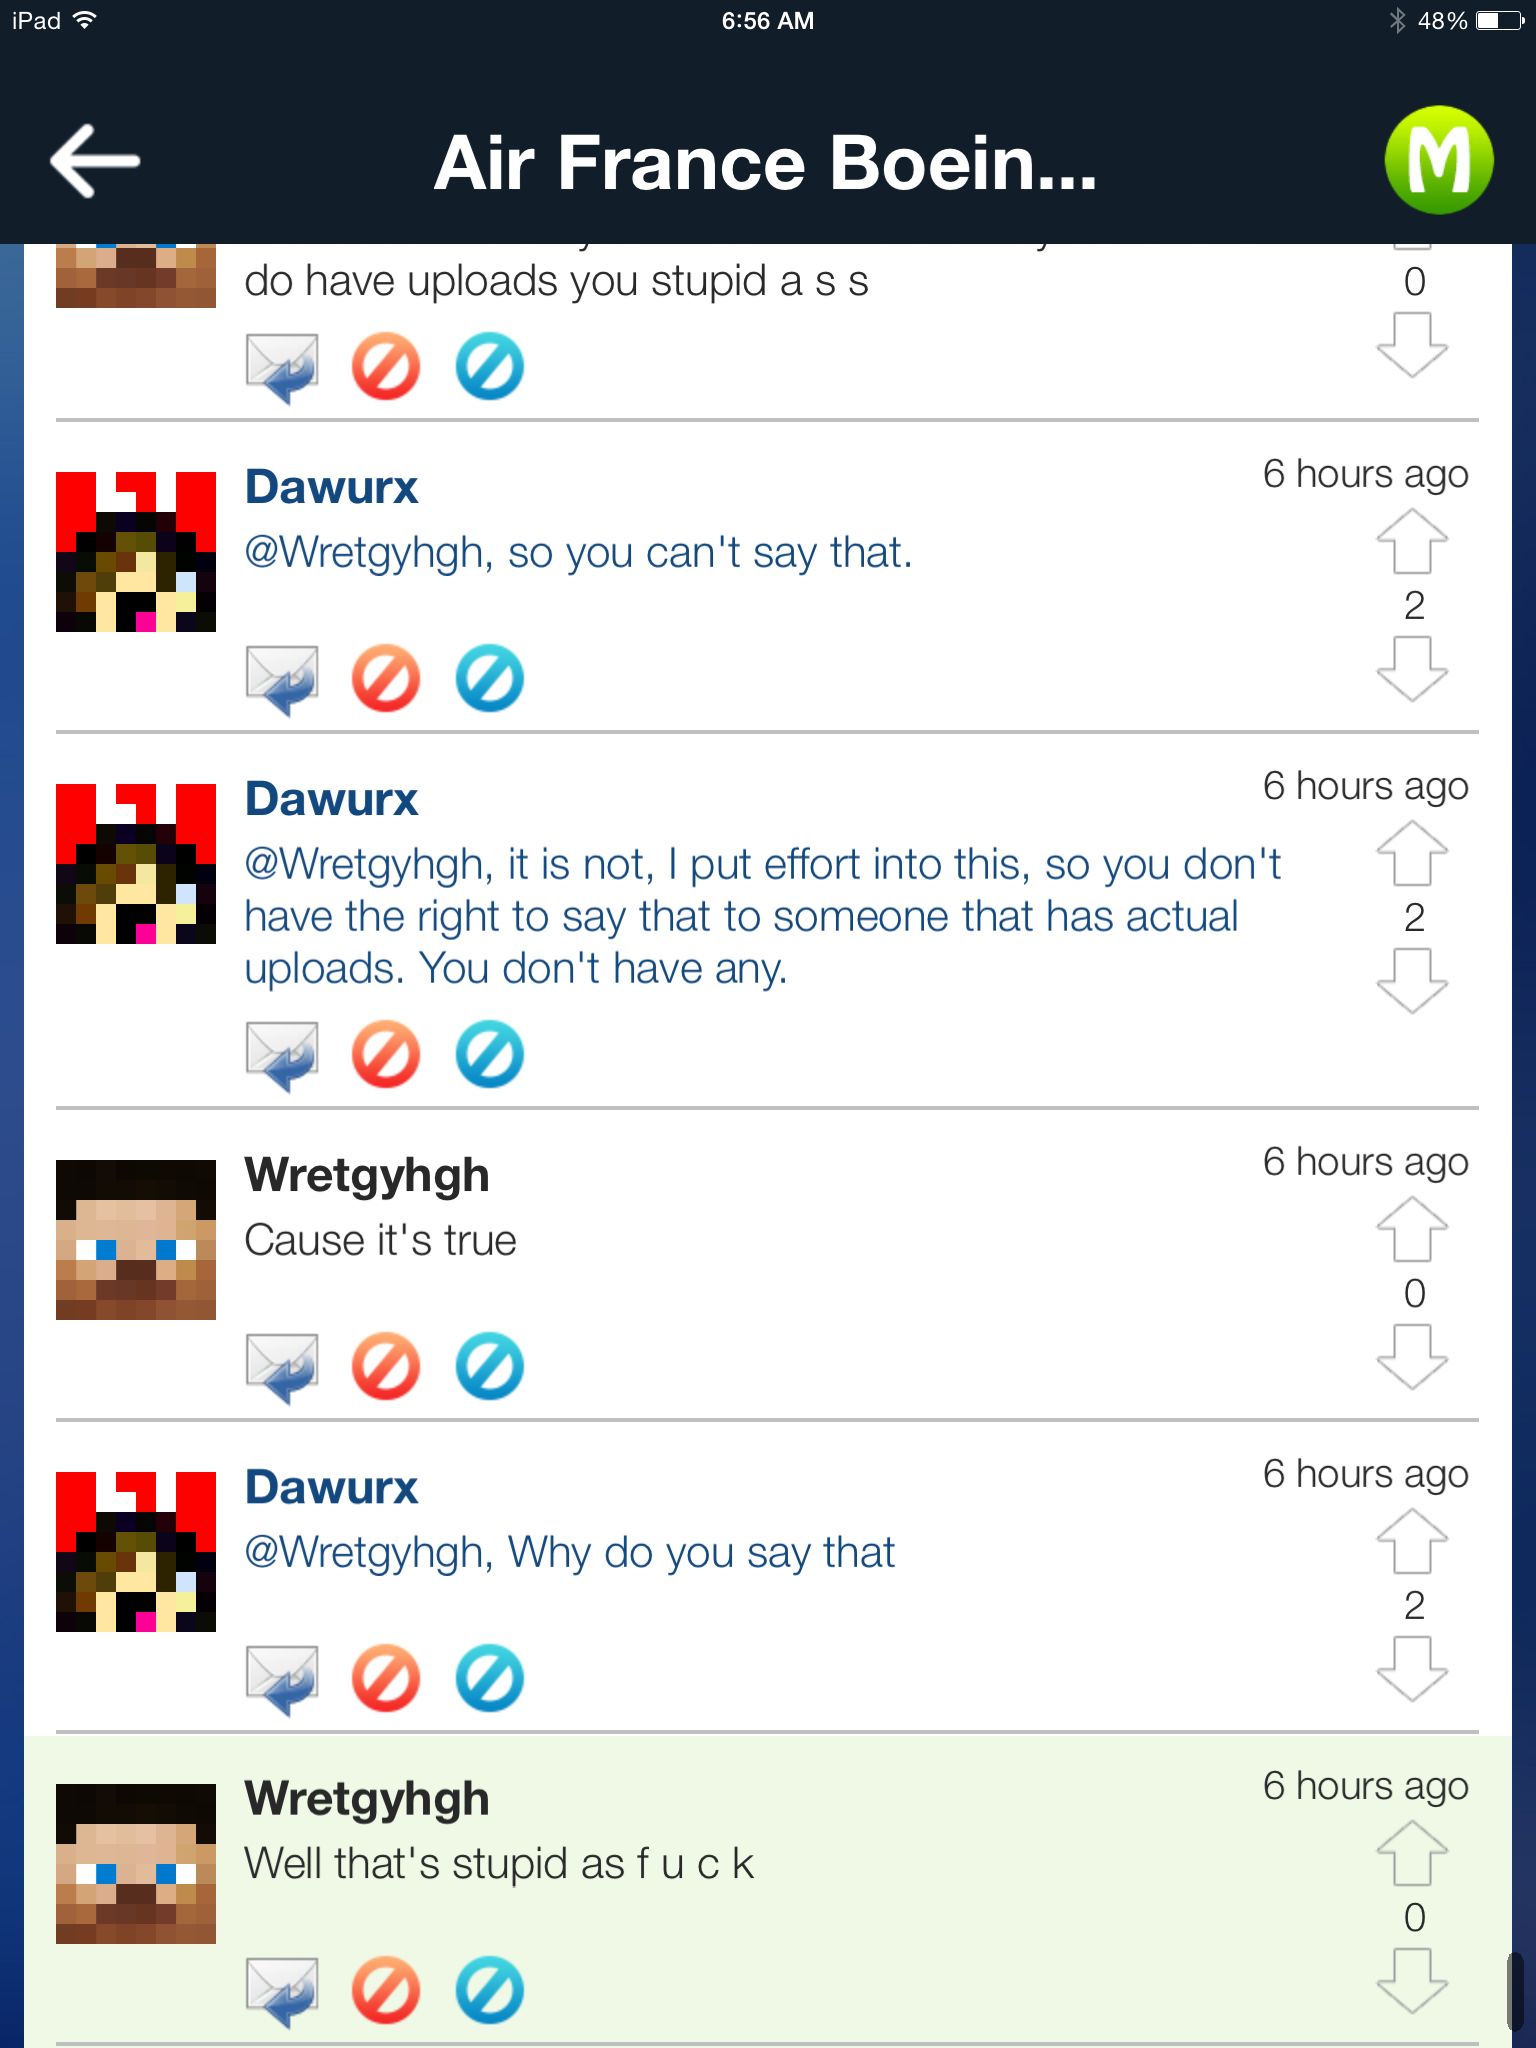 iPad 6:56 AM 48%
Air France Boein... M
do have uploads you stupid a s s
0
Dawurx 6 hours ago
@Wretgyhgh, so you can't say that.
2
Dawurx 6 hours ago
@Wretgyhgh, it is not, I put effort into this, so you don't
have the right to say that to someone that has actual
2
uploads. You don't have any.
Wretgyhgh 6 hours ago
Cause it's true
0
Dawurx 6 hours ago
@Wretgyhgh, Why do you say that
2
Wretgyhgh 6 hours ago
Well that's stupid as f u c k
0